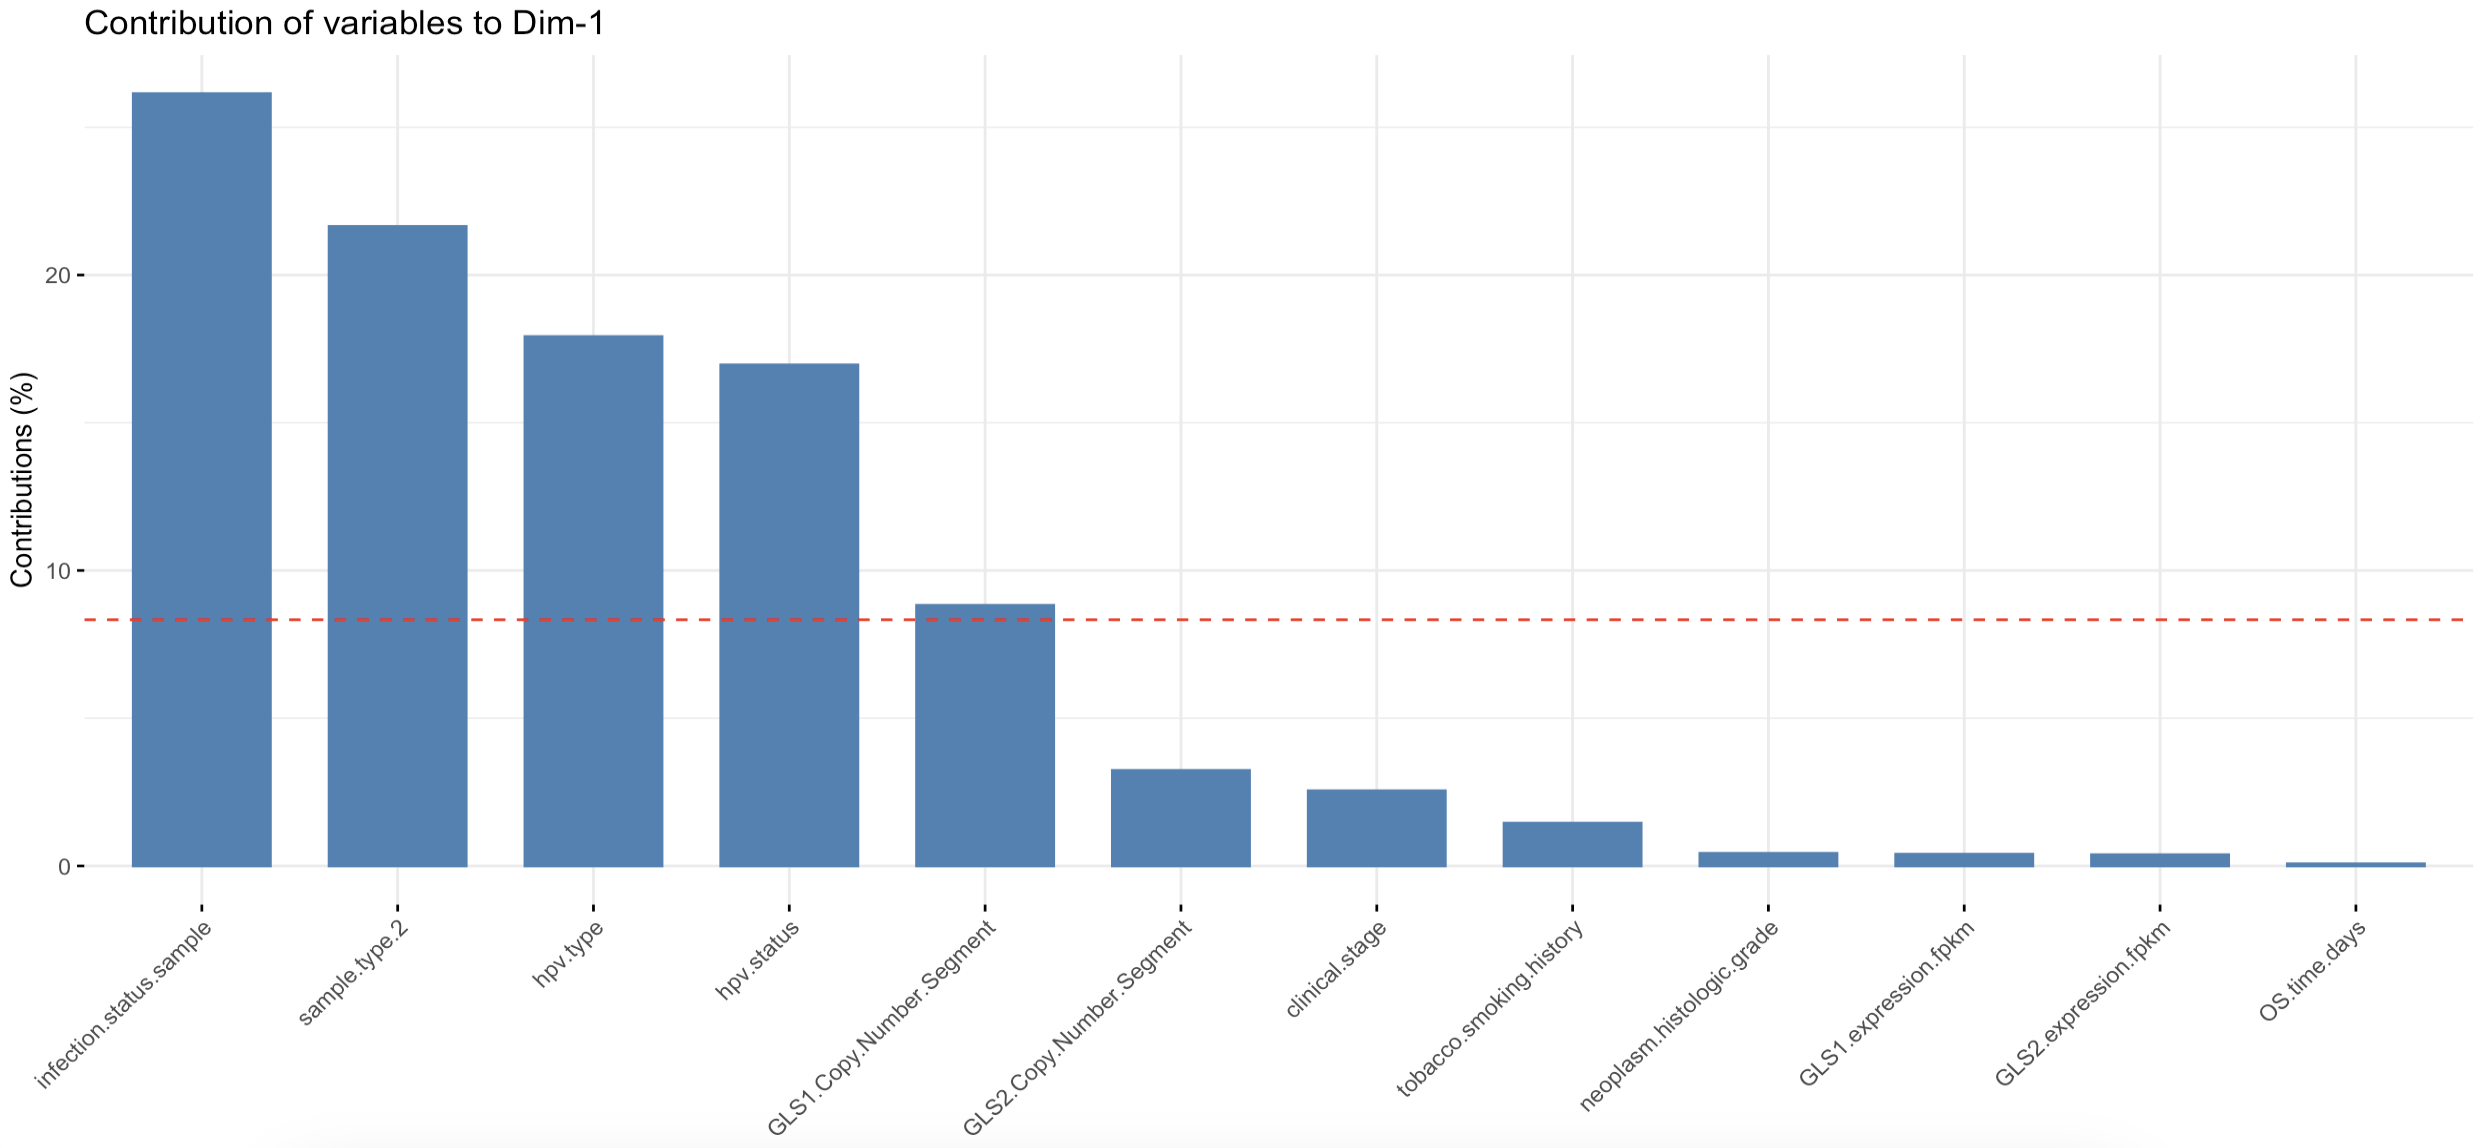 Contribution of variables to Dim-1
Contributions (%)
20
10
0
infection.status.sample
sample.type.2
hpv.type
hpv.status
GLS1.Copy.Number.Segment
GLS2.Copy.Number.Segment
clinical.stage
tobacco.smoking.history
neoplasm.histologic.grade
GLS1.expression.fpkm
GLS2.expression.fpkm
OS.time.days